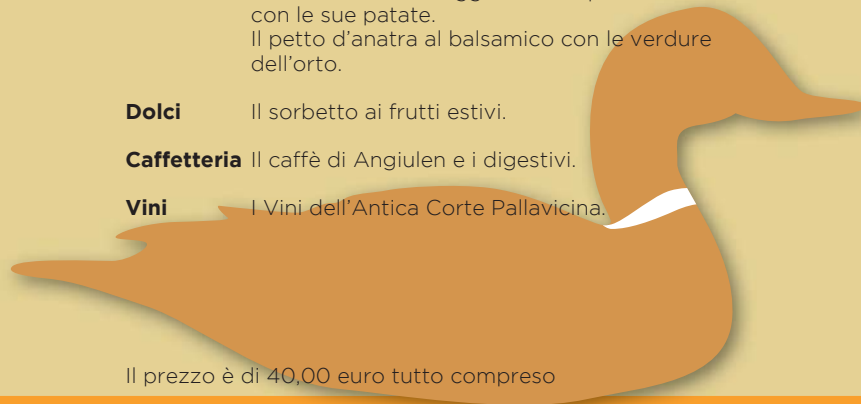 con le sue patate.
Il petto d'anatra al balsamico con le verdure
dell'orto.
Dolci Il sorbetto ai frutti estivi.
Caffetteria Il caffè di Angiulen e i digestivi.
Vini I Vini dell'Antica Corte Pallavicina.
Il prezzo è di 40,00 euro tutto compreso